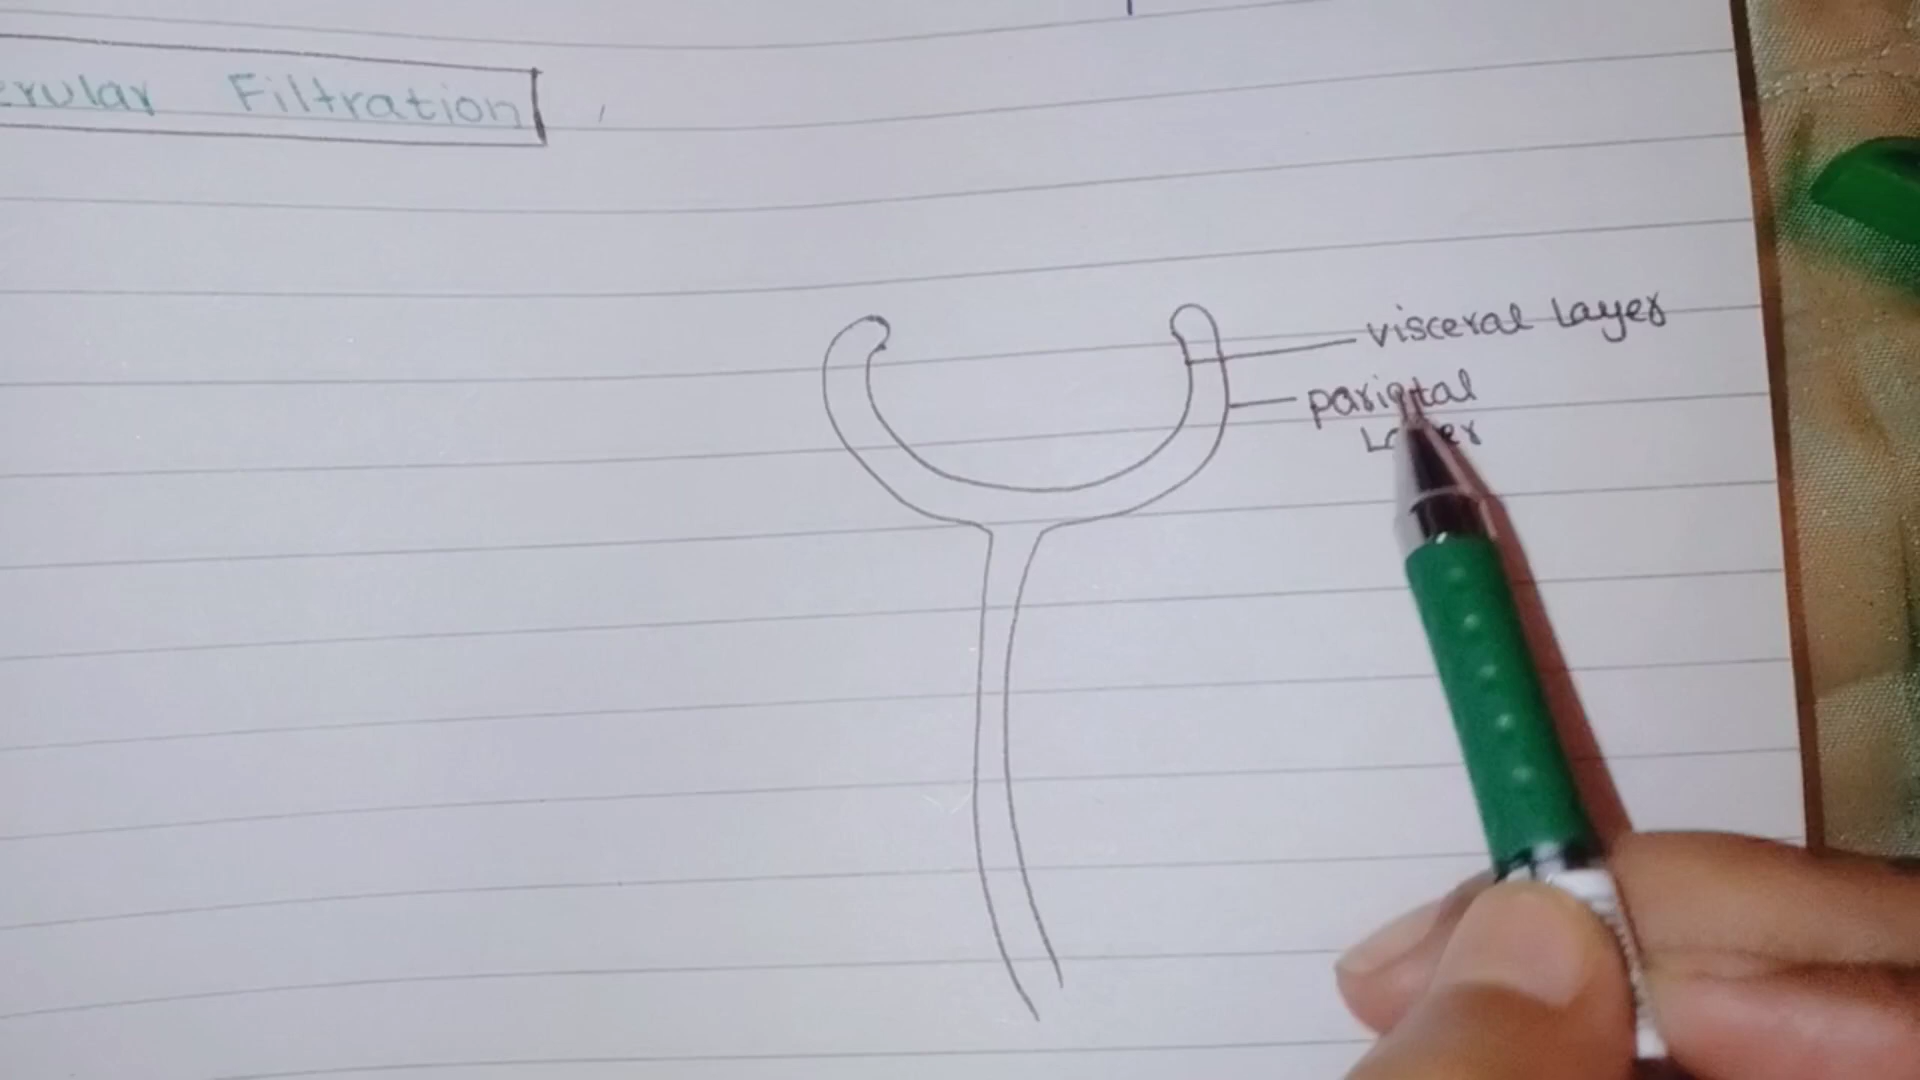 erular Filtration
visceral layer
parietal
Layer